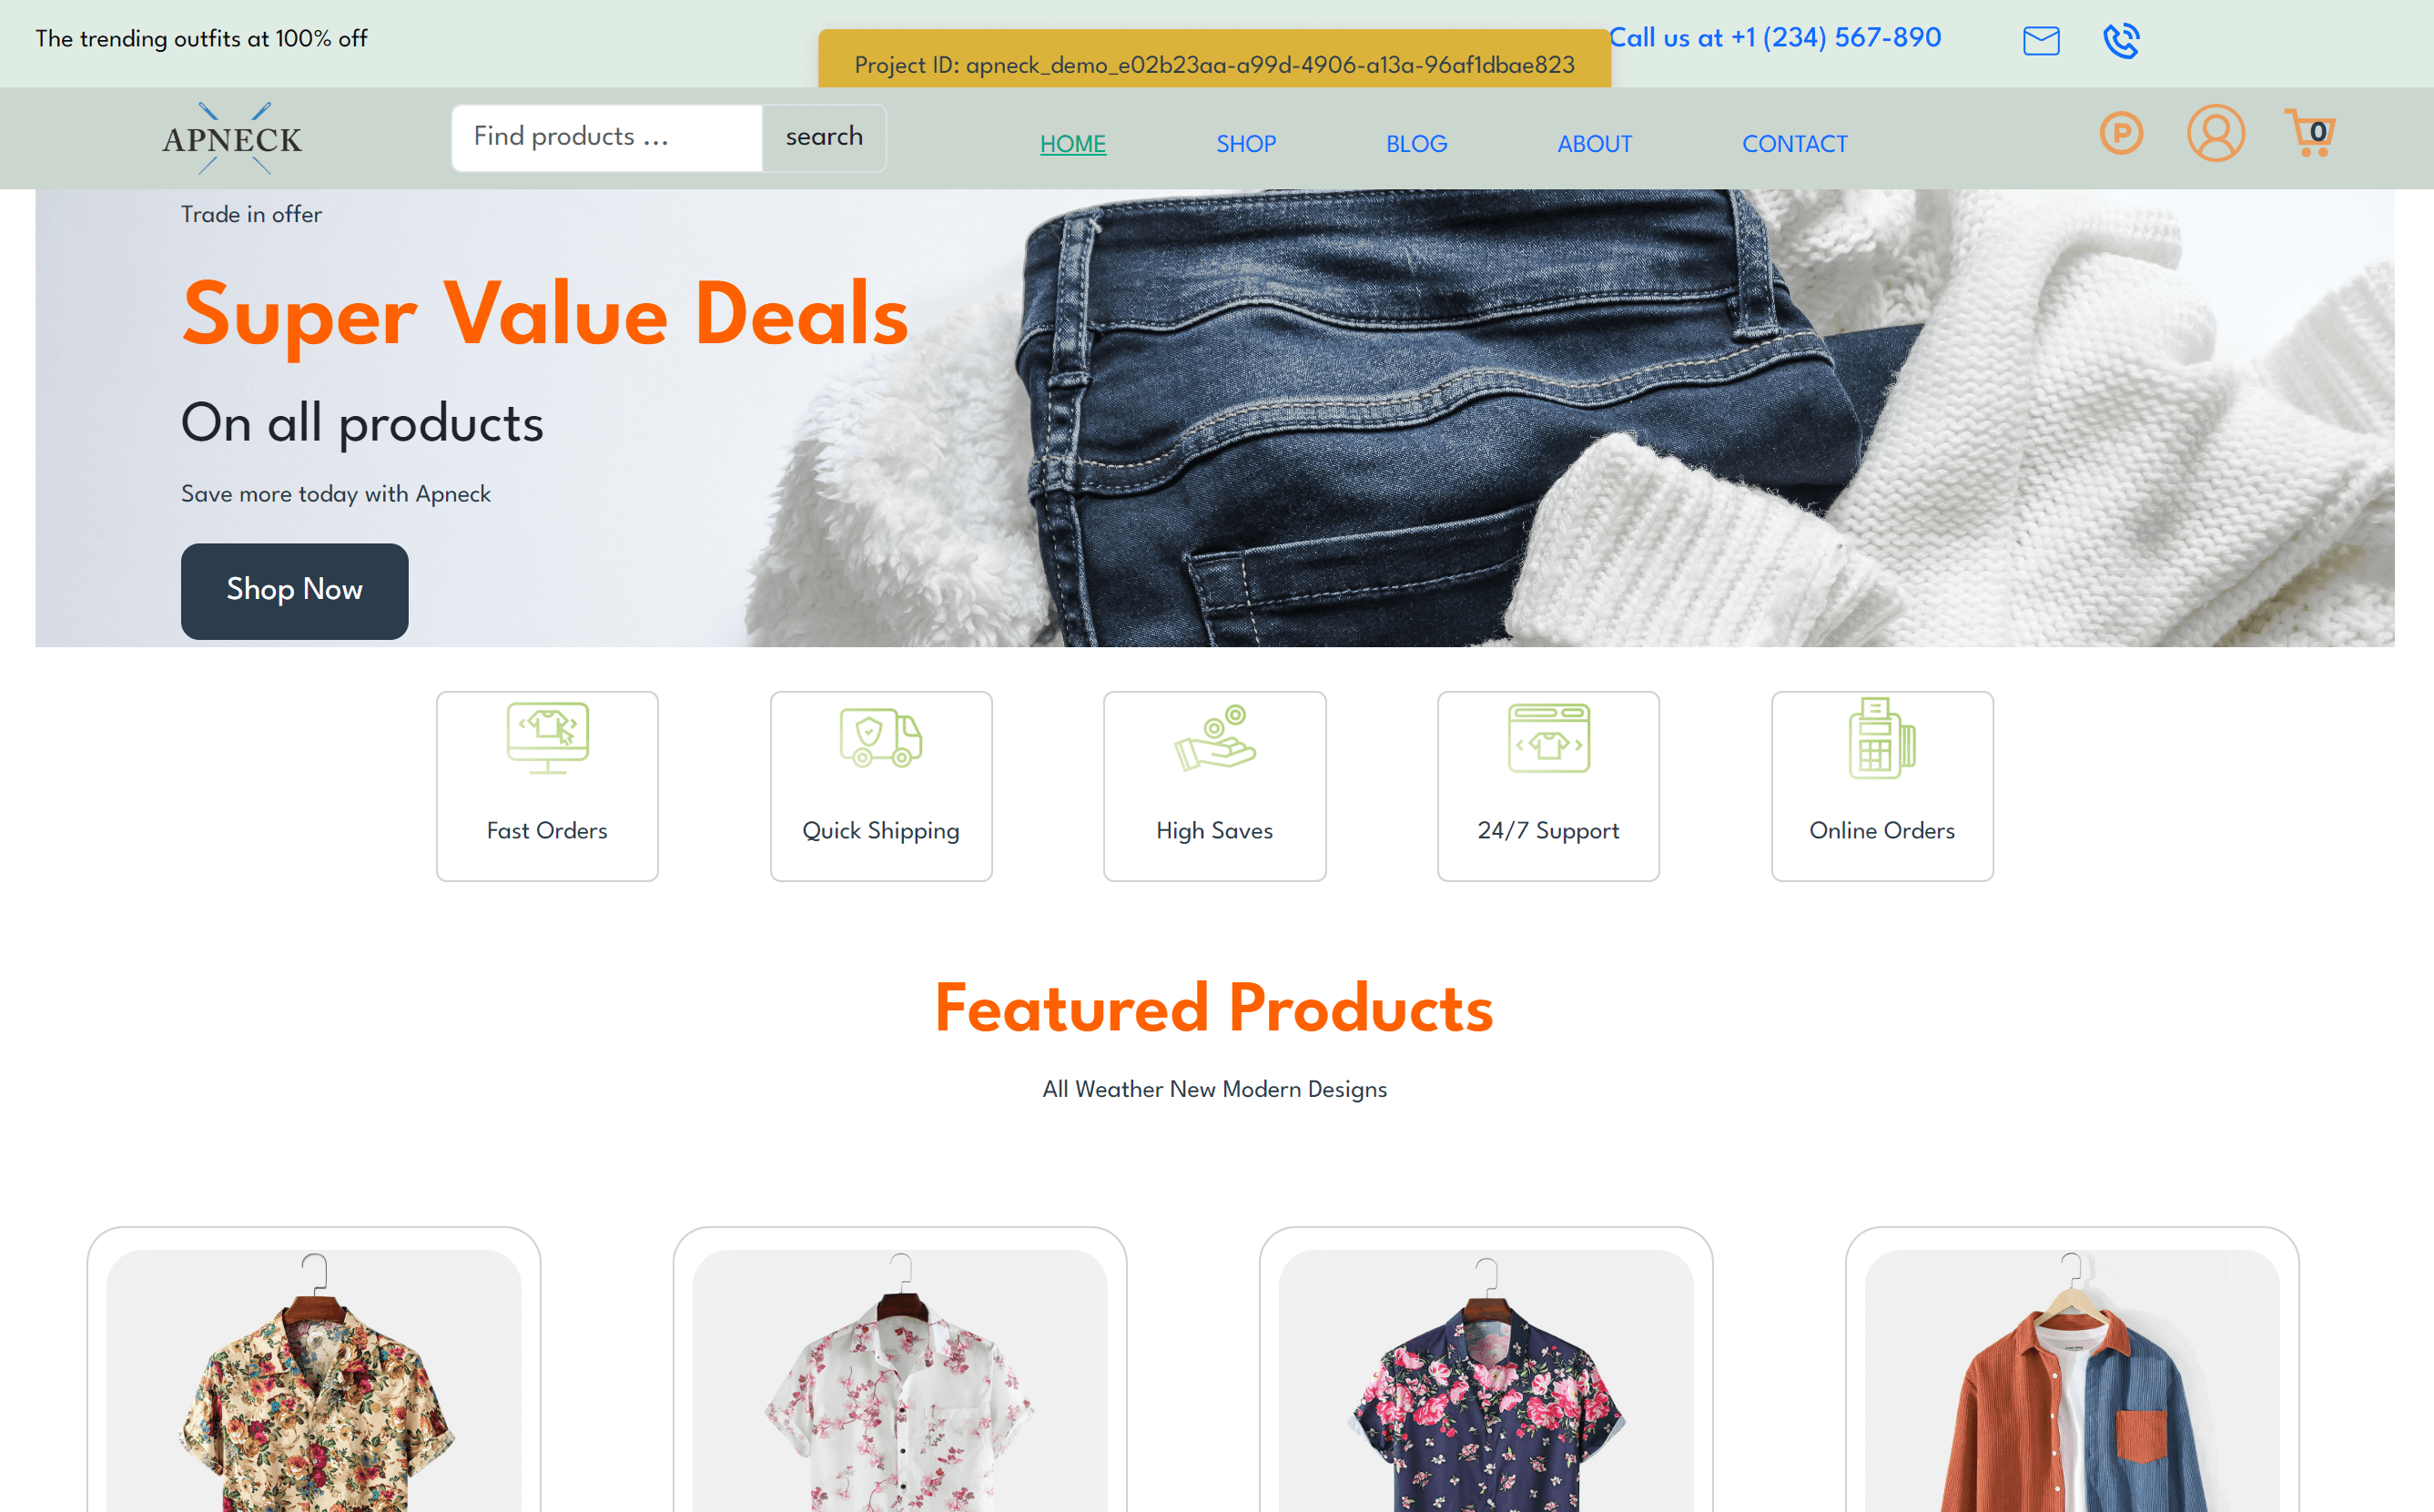 The trending outfits at 100% off
Project ID: apneck_demo_e02b23aa-a99d-4906-a13a-96af1dbae823
Call us at +1 (234) 567-890
APNECK
Find products ...
search
HOME
SHOP
BLOG
ABOUT
CONTACT
P
0
Trade in offer
Super Value Deals
On all products
Save more today with Apneck
Shop Now
Fast Orders
Quick Shipping
High Saves
24/7 Support
Online Orders
Featured Products
All Weather New Modern Designs